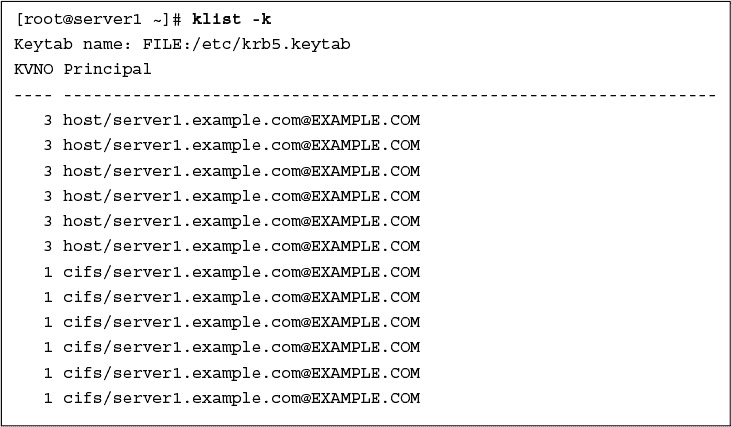 [root@server1 ~]# klist -k
Keytab name: FILE:/etc/krb5.keytab
KVNO Principal
---- -----------------------------------------------------------------
3 host/server1.example.com@EXAMPLE.COM
3 host/server1.example.com@EXAMPLE.COM
3 host/server1.example.com@EXAMPLE.COM
3 host/server1.example.com@EXAMPLE.COM
3 host/server1.example.com@EXAMPLE.COM
3 host/server1.example.com@EXAMPLE.COM
1 cifs/server1.example.com@EXAMPLE.COM
1 cifs/server1.example.com@EXAMPLE.COM
1 cifs/server1.example.com@EXAMPLE.COM
1 cifs/server1.example.com@EXAMPLE.COM
1 cifs/server1.example.com@EXAMPLE.COM
1 cifs/server1.example.com@EXAMPLE.COM